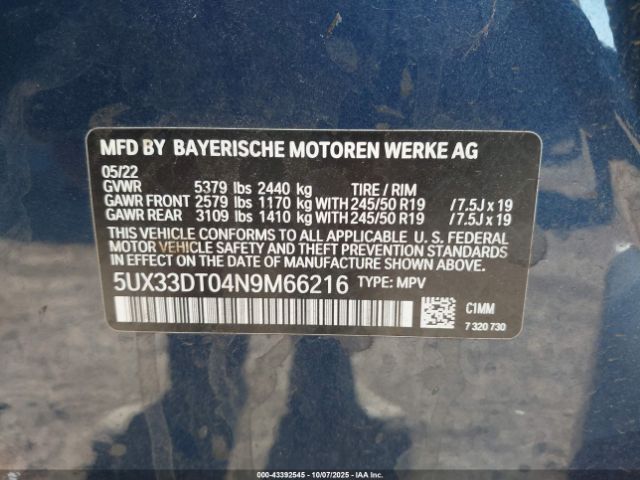 MFD BY BAYERISCHE MOTOREN WERKE AG
05/22
GVWR 5379 lbs 2440 kg TIRE / RIM
GAWR FRONT 2579 lbs 1170 kg WITH 245/50 R19 /7.5J x 19
GAWR REAR 3109 lbs 1410 kg WITH 245/50 R19 /7.5J x 19
THIS VEHICLE CONFORMS TO ALL APPLICABLE U. S. FEDERAL
MOTOR VEHICLE SAFETY AND THEFT PREVENTION STANDARDS
IN EFFECT ON THE DATE OF MANUFACTURE SHOWN ABOVE.
5UX33DT04N9M66216 TYPE: MPV
C1MM
7 320 730
000-43392545 - 10/07/2025 - IAA Inc.